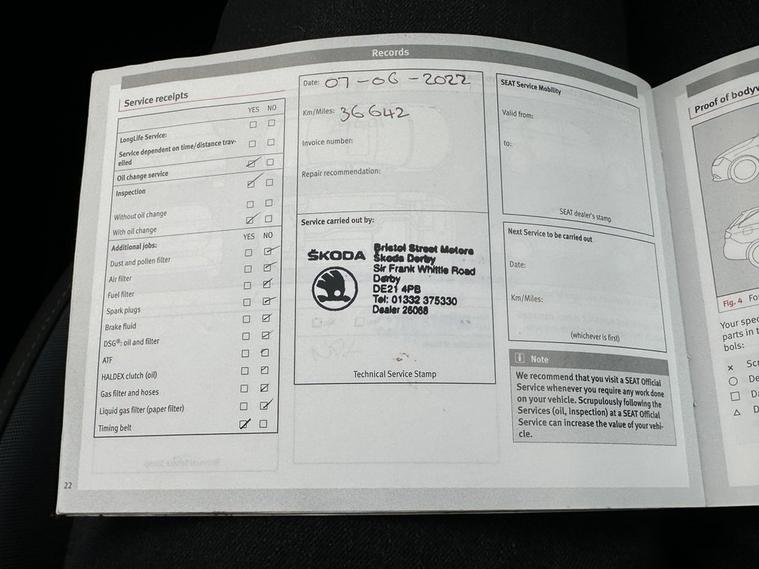 Records
Service receipts
YES NO
LongLife Service:
Service dependent on time/distance trav-
elled
Oil change service
Inspection
Without oil change
With oil change
Additional jobs:
YES NO
Dust and pollen filter
Air filter
Fuel filter
Spark plugs
Brake fluid
DSG®: oil and filter
ATF
HALDEX clutch (oil)
Gas filter and hoses
Liquid gas filter (paper filter)
Timing belt
22
Date: 07-06-2022
Km/Miles: 36642
Invoice number:
Repair recommendation:
Service carried out by:
ŠKODA
Bristol Street Motors
Škoda Derby
Sir Frank Whittle Road
Derby
DE21 4PB
Tel: 01332 375330
Dealer 26068
Technical Service Stamp
SEAT Service Mobility
Valid from:
to:
SEAT dealer's stamp
Next Service to be carried out
Date:
Km/Miles:
(whichever is first)
i Note
We recommend that you visit a SEAT Official
Service whenever you require any work done
on your vehicle. Scrupulously following the
Services (oil, inspection) at a SEAT Official
Service can increase the value of your vehi-
cle.
Proof of bodyw
Fig. 4
Your spec
parts in t
bols: